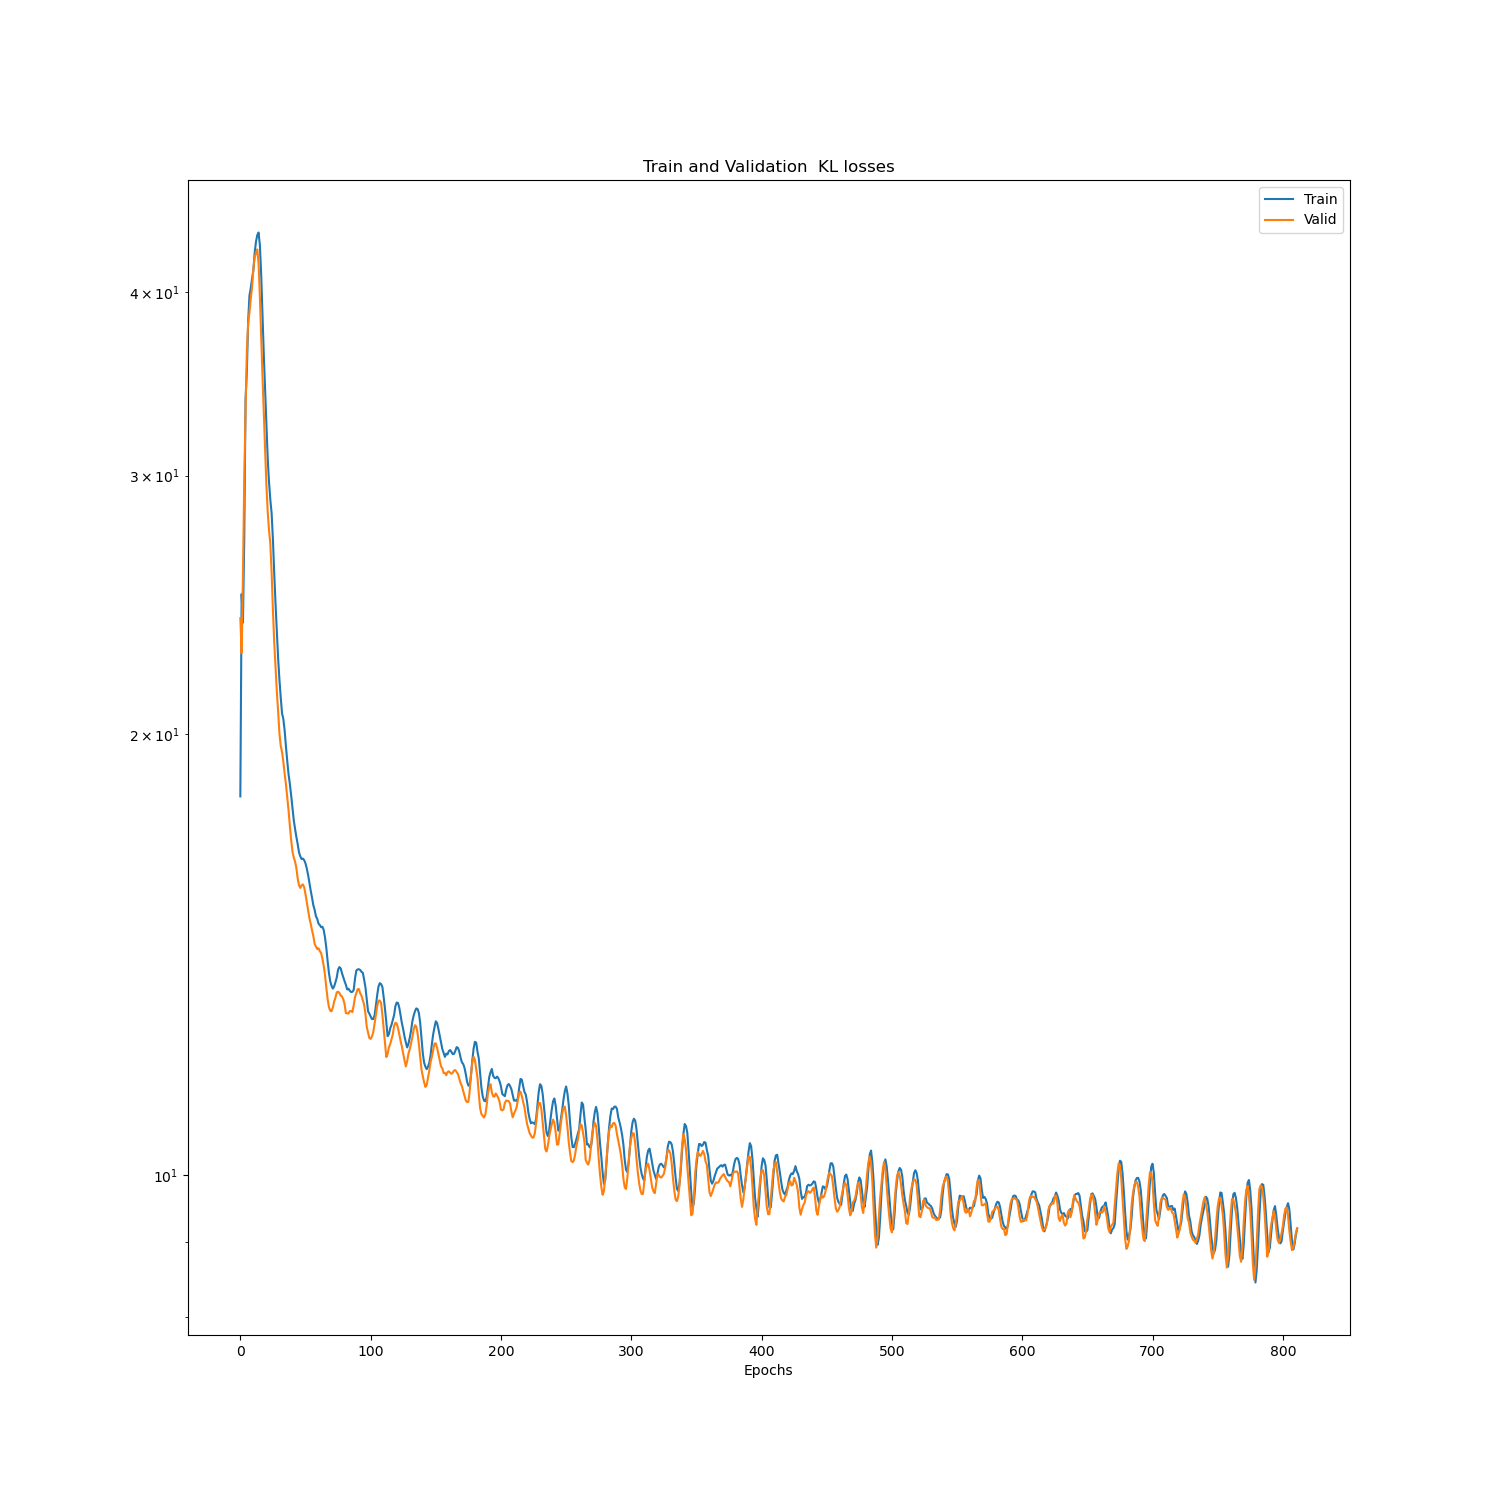 Train and Validation  KL losses
Train
Valid
4 × 10¹
3 × 10¹
2 × 10¹
10¹
0 100 200 300 400 500 600 700 800
Epochs